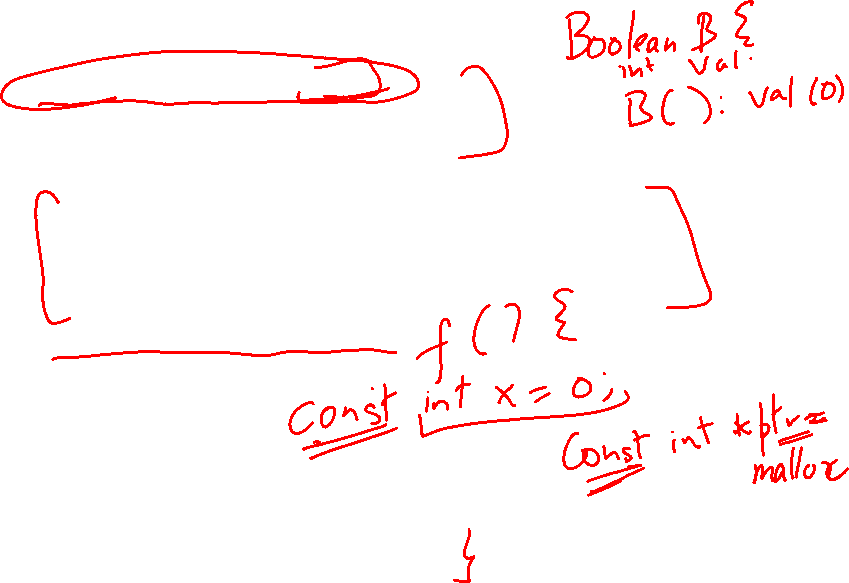 Boolean B {
int val;
B(): val(0)
f() {
const int x = 0;
const int *ptr =
malloc
}